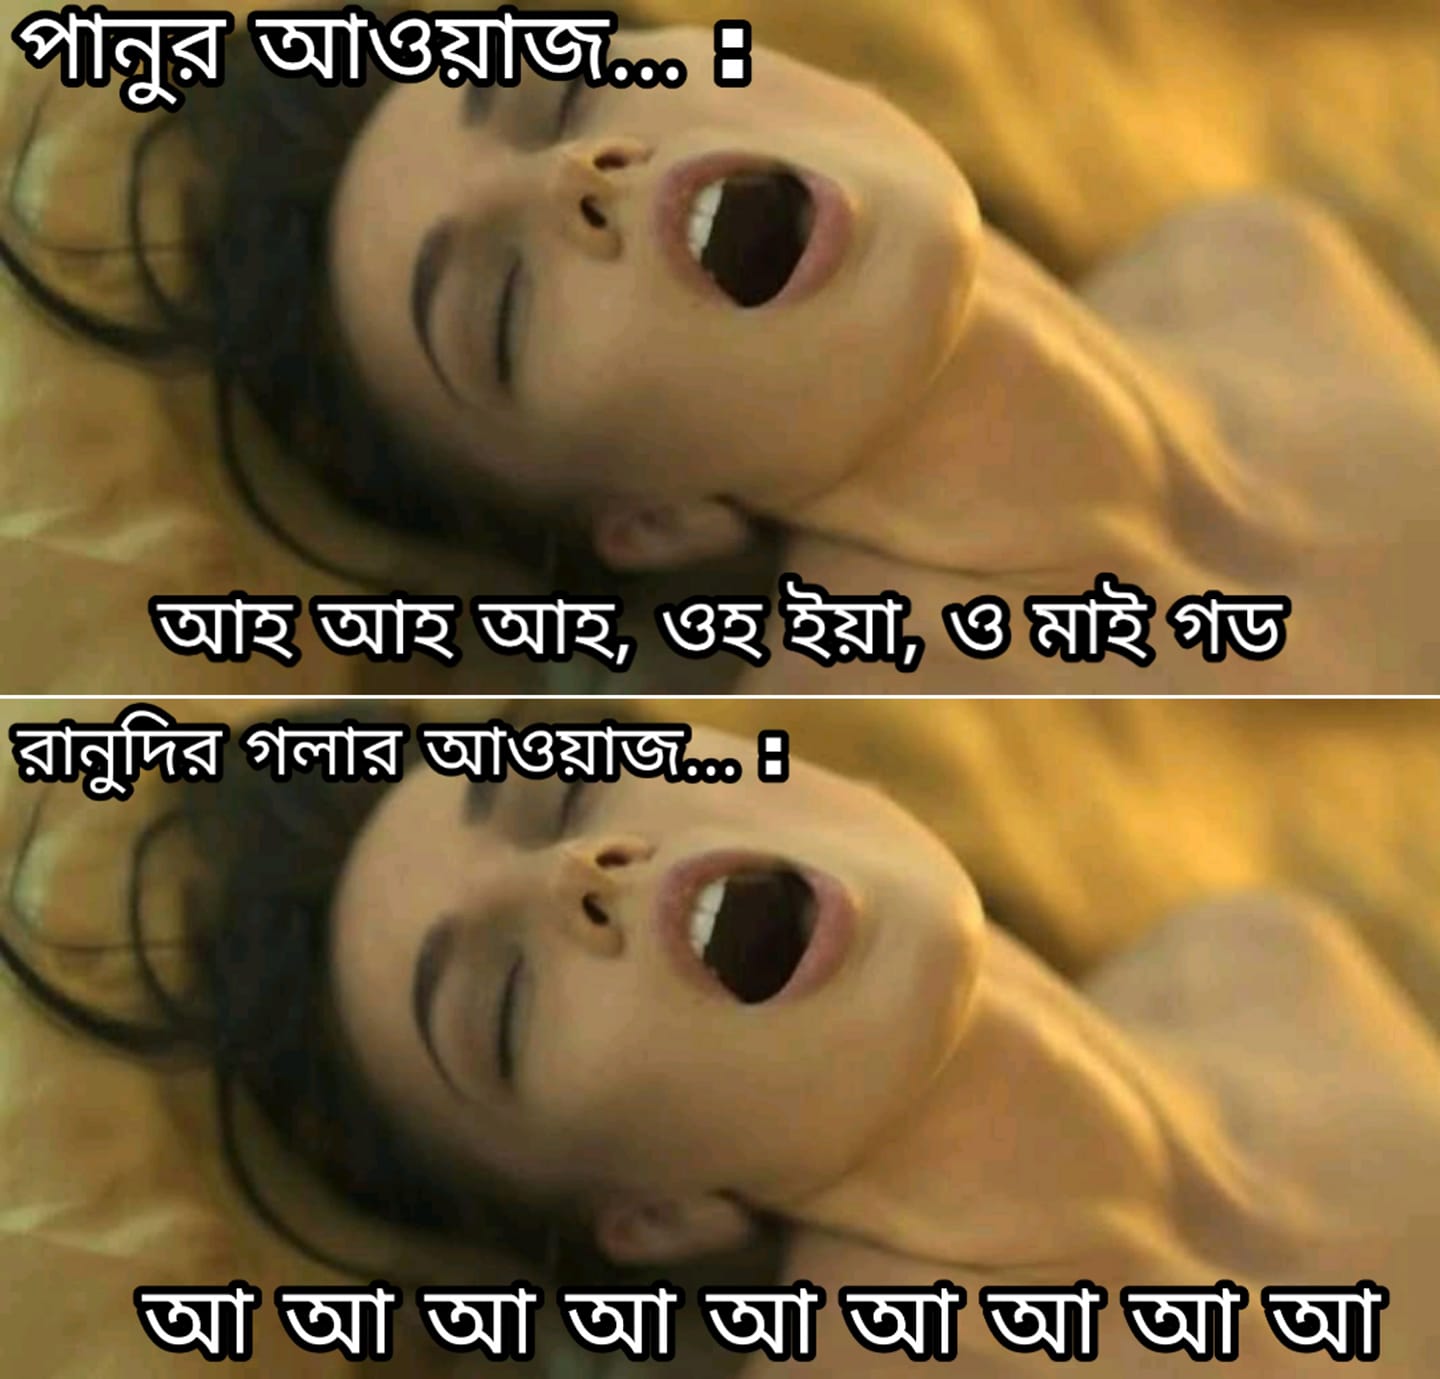 পানুর আওয়াজ... :
আহ আহ আহ, ওহ ইয়া, ও মাই গড
রানুদির গলার আওয়াজ... :
আ আ আ আ আ আ আ আ আ